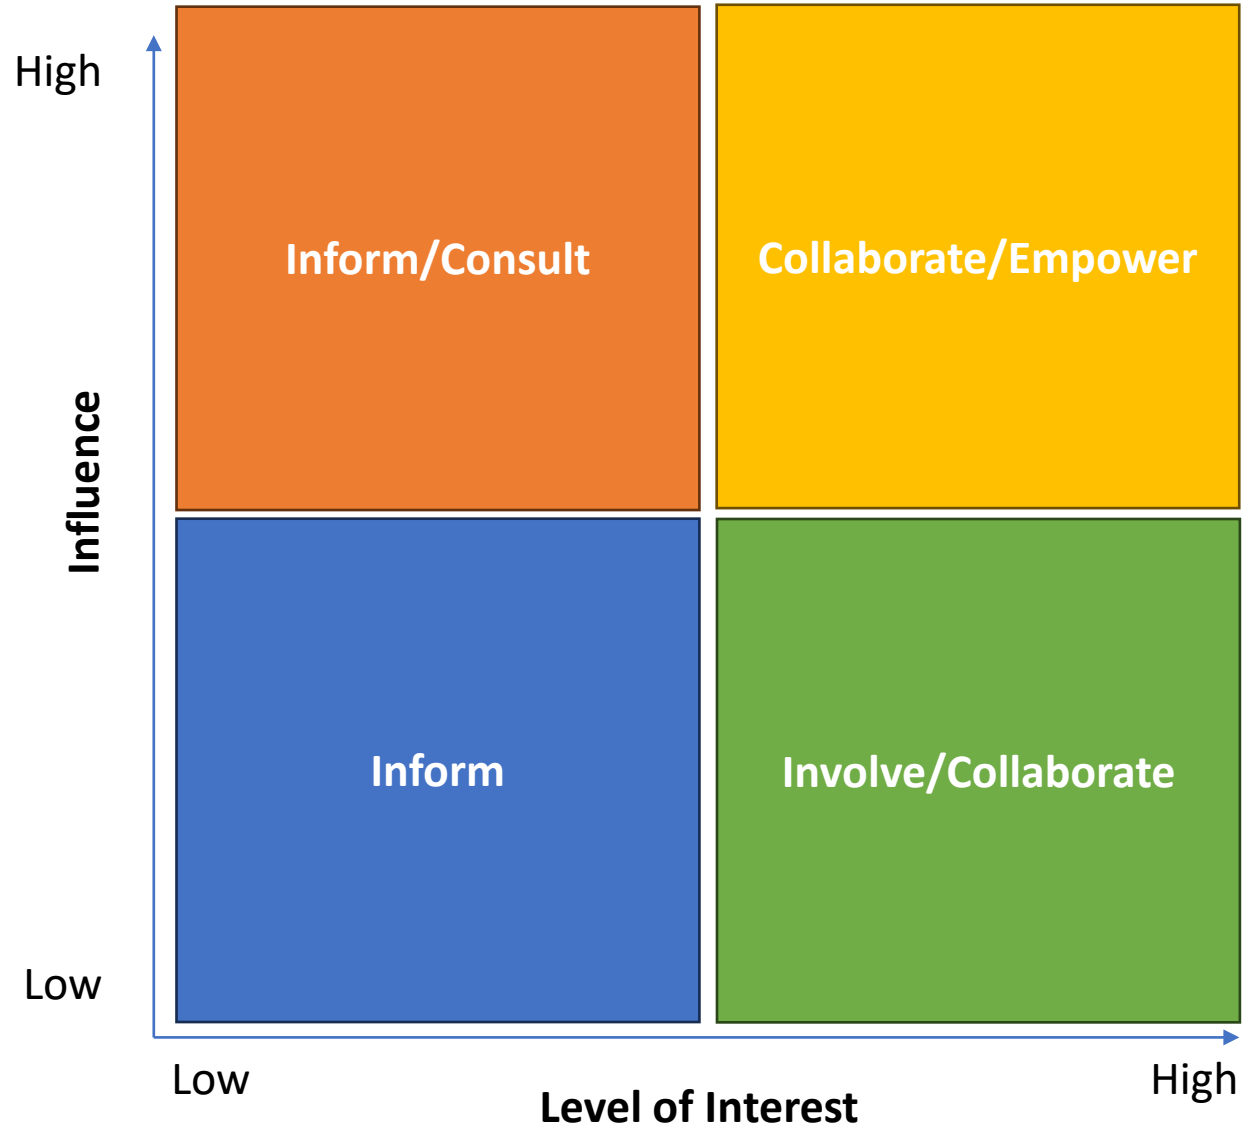 High
Inform/Consult
Collaborate/Empower
Influence
Inform
Involve/Collaborate
Low
Low
High
Level of Interest